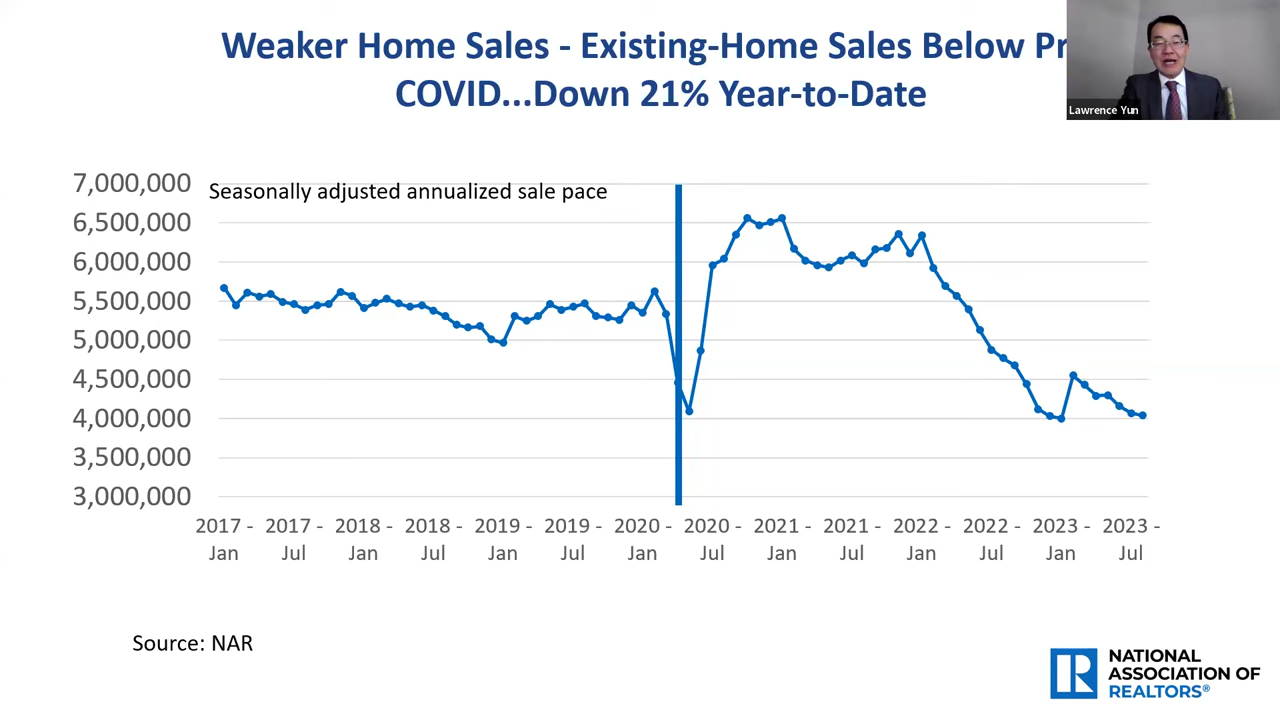 Weaker Home Sales - Existing-Home Sales Below Pr
COVID...Down 21% Year-to-Date
Lawrence Yun
Seasonally adjusted annualized sale pace
7,000,000
6,500,000
6,000,000
5,500,000
5,000,000
4,500,000
4,000,000
3,500,000
3,000,000
2017 - 2017 - 2018 - 2018 - 2019 - 2019 - 2020 - 2020 - 2021 - 2021 - 2022 - 2022 - 2023 - 2023 -
Jan Jul Jan Jul Jan Jul Jan Jul Jan Jul Jan Jul Jan Jul
Source: NAR
R
NATIONAL
ASSOCIATION OF
REALTORS®